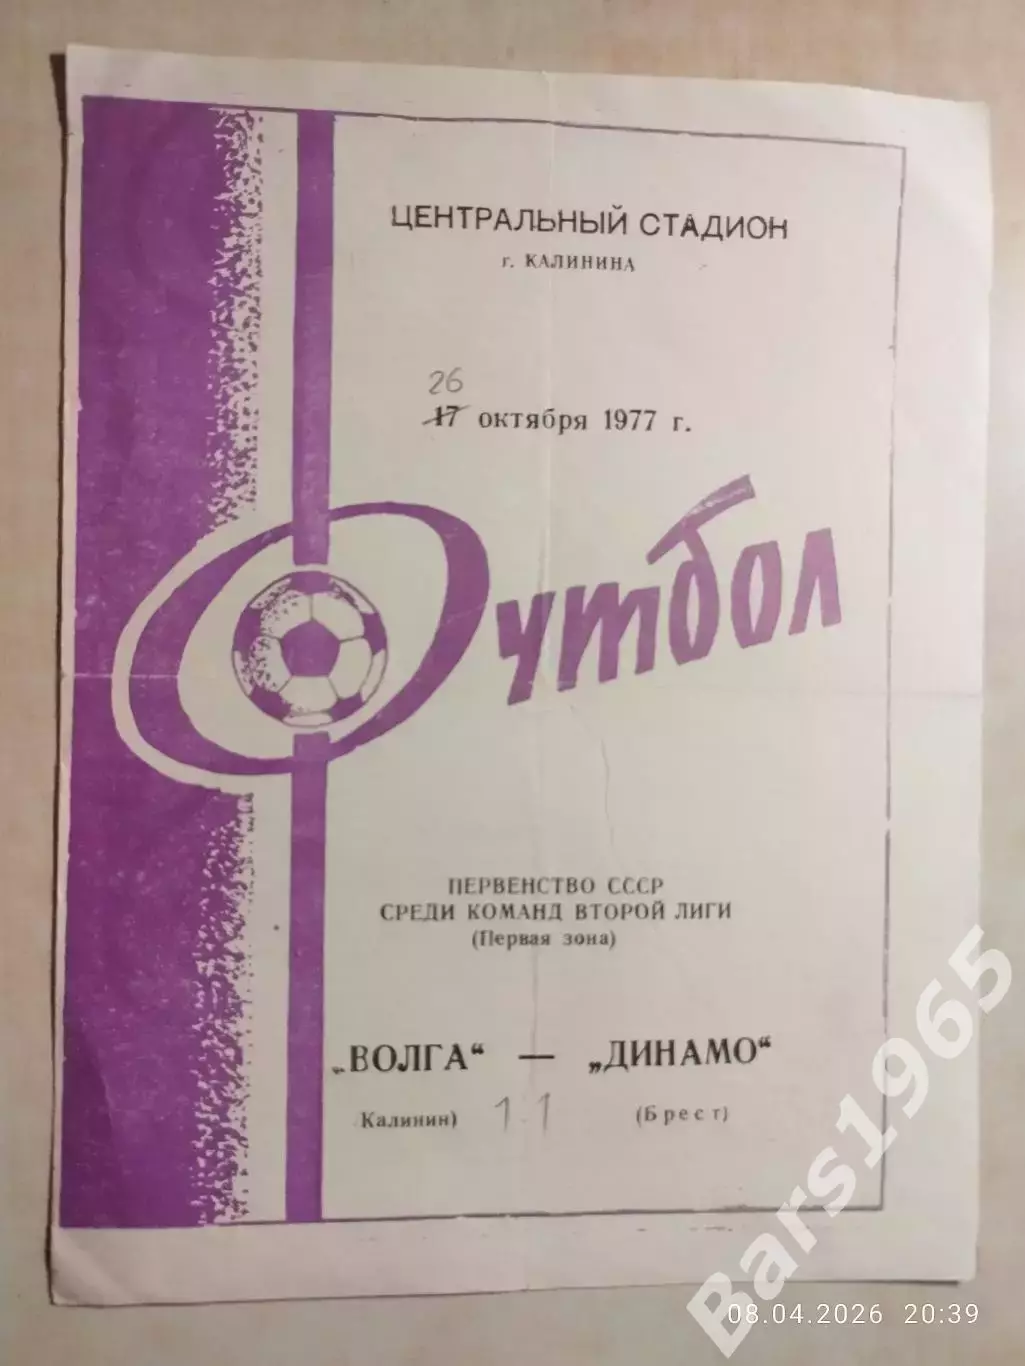 ЦЕНТРАЛЬНЫЙ СТАДИОН
г. КАЛИНИНА
26
17 октября 1977 г.
Футбол
ПЕРВЕНСТВО СССР
СРЕДИ КОМАНД ВТОРОЙ ЛИГИ
(Первая зона)
„ВОЛГА“ — „ДИНАМО“
Калинин) 1:1 (Брест)
Bars1965
08.04.2026 20:39